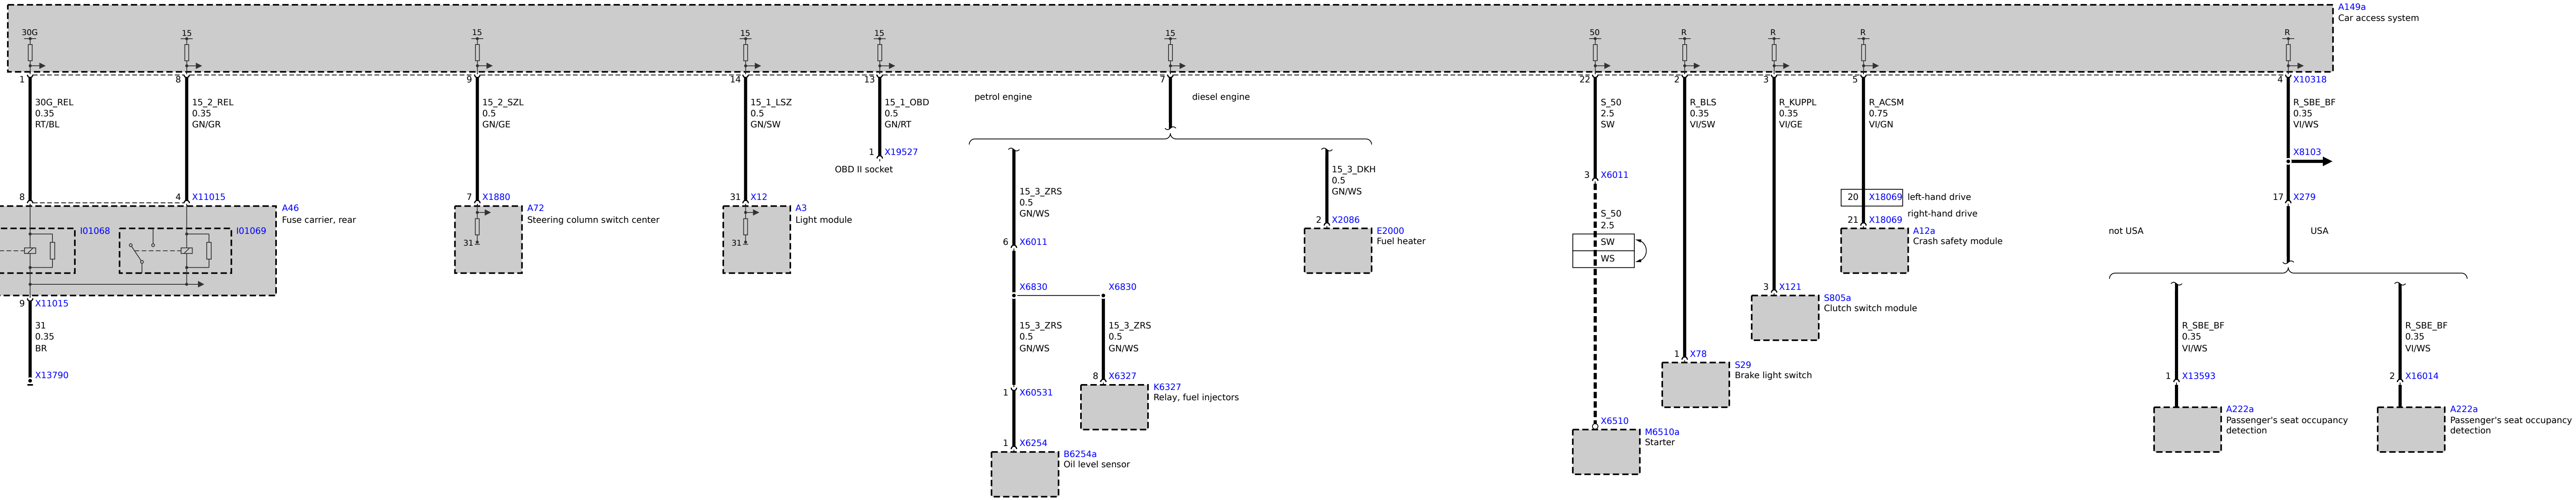 A149a
Car access system
30G
15
15
15
15
15
50
R
R
R
R
1
8
9
14
13
7
22
2
3
5
4 X10318
30G_REL
0.35
RT/BL
15_2_REL
0.35
GN/GR
15_2_SZL
0.5
GN/GE
15_1_LSZ
0.5
GN/SW
15_1_OBD
0.5
GN/RT
petrol engine
diesel engine
S_50
2.5
SW
R_BLS
0.35
VI/SW
R_KUPPL
0.35
VI/GE
R_ACSM
0.75
VI/GN
R_SBE_BF
0.35
VI/WS
1 X19527
OBD II socket
X8103
8
4 X11015
7 X1880
31 X12
15_3_ZRS
0.5
GN/WS
15_3_DKH
0.5
GN/WS
3 X6011
20 X18069 left-hand drive
right-hand drive
21 X18069
17 X279
A46
Fuse carrier, rear
I01068
I01069
A72
Steering column switch center
31
A3
Light module
31
6 X6011
2 X2086
E2000
Fuel heater
S_50
2.5
SW
WS
A12a
Crash safety module
not USA
USA
9 X11015
31
0.35
BR
X13790
X6830
X6830
15_3_ZRS
0.5
GN/WS
15_3_ZRS
0.5
GN/WS
3 X121
S805a
Clutch switch module
R_SBE_BF
0.35
VI/WS
R_SBE_BF
0.35
VI/WS
1 X78
S29
Brake light switch
8 X6327
K6327
Relay, fuel injectors
1 X60531
1 X13593
2 X16014
X6510
M6510a
Starter
A222a
Passenger's seat occupancy
detection
A222a
Passenger's seat occupancy
detection
1 X6254
B6254a
Oil level sensor